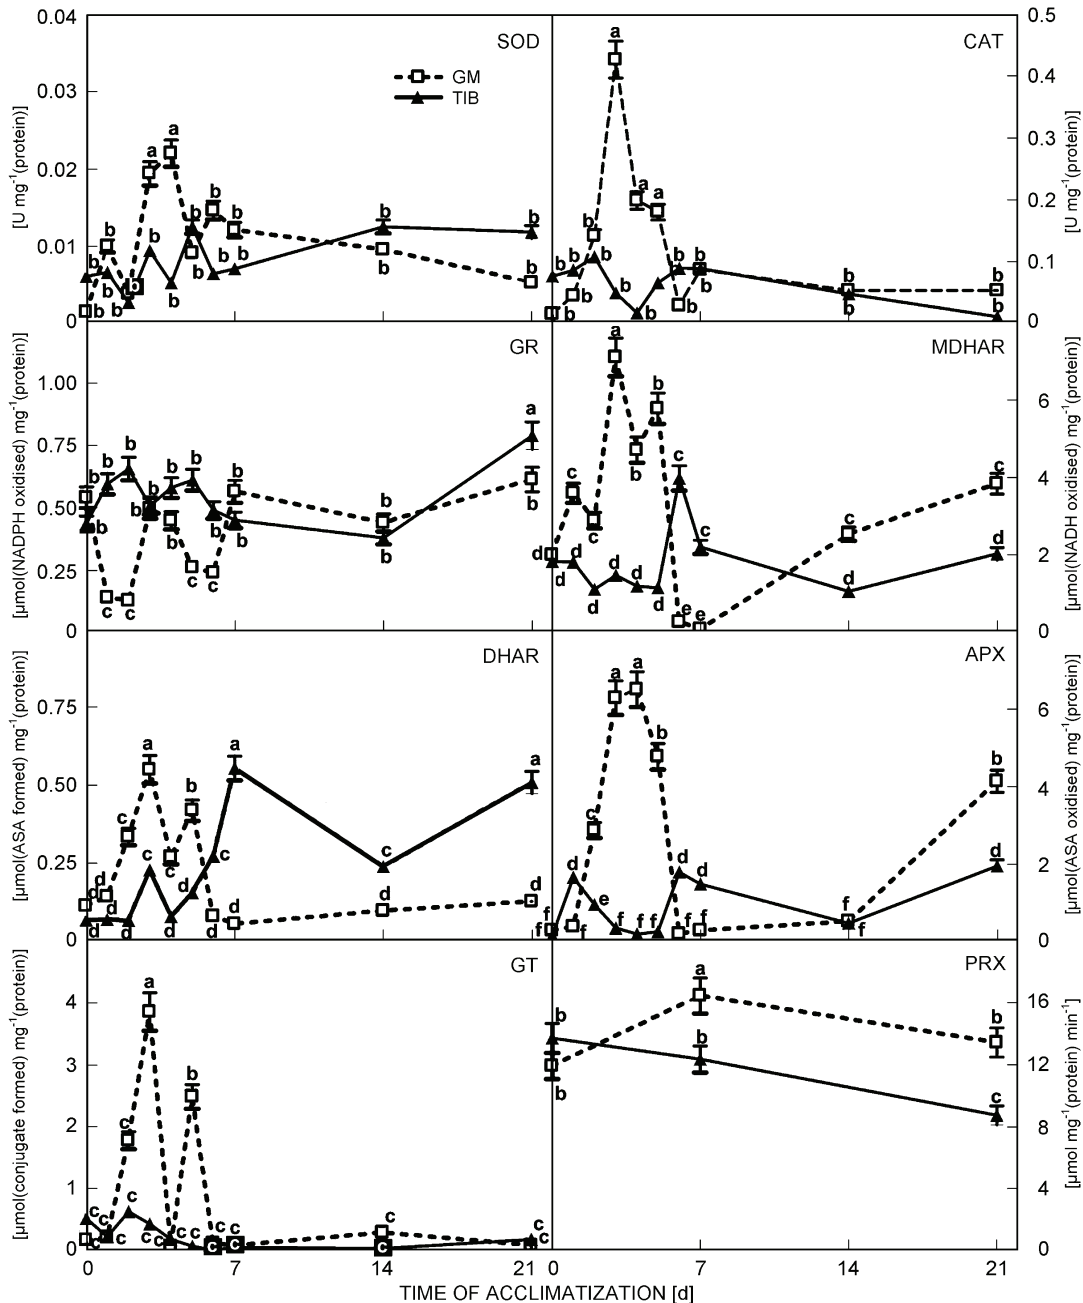 0.04
0.03
0.02
0.01
0
[U mg⁻¹(protein)]
SOD
GM
TIB
b b b b b a b a b b b b b b b b b b b b
CAT
0.5
0.4
0.3
0.2
0.1
0
[U mg⁻¹(protein)]
b b b b b b a b a b a b b b b b b b b
GR
1.00
0.75
0.50
0.25
0
[µmol(NADPH oxidised) mg⁻¹(protein)]
b b b c b c b b b b b c b c b b b b a b
MDHAR
6
4
2
0
[µmol(NADH oxidised) mg⁻¹(protein)]
d d c d c d a d b d b d c e c e c d c d
DHAR
0.75
0.50
0.25
0
[µmol(ASA formed) mg⁻¹(protein)]
d d d d c d a c c d b d d c a d c d a d
APX
6
4
2
0
[µmol(ASA oxidised) mg⁻¹(protein)]
f f d f c e a f a f b f d f d f f f b d
GT
4
3
2
1
0
[µmol(conjugate formed) mg⁻¹(protein)]
c c c c c c a c c c b c c c c c c c c c
PRX
16
12
8
4
0
[µmol mg⁻¹(protein) min⁻¹]
b b a b b c
0 7 14 21 0 7 14 21
TIME OF ACCLIMATIZATION [d]